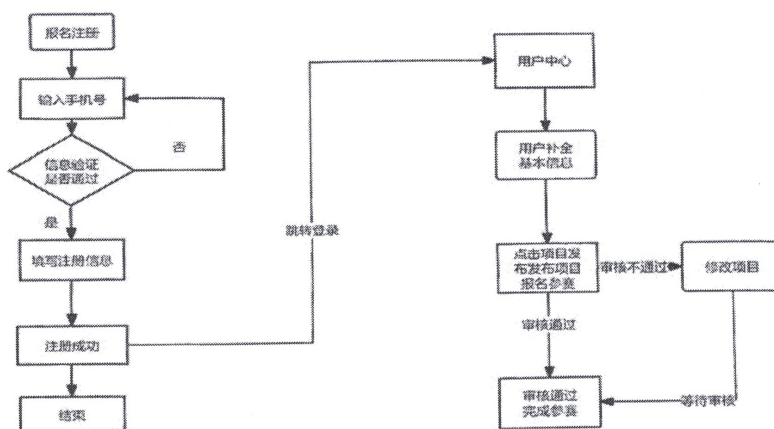 报名注册
输入手机号
信息验证
是否通过
否
是
填写注册信息
注册成功
结束
跳转登录
用户中心
用户补全
基本信息
点击项目发
布发布项目
报名参赛
审核不通过
修改项目
审核通过
审核通过
完成参赛
等待审核